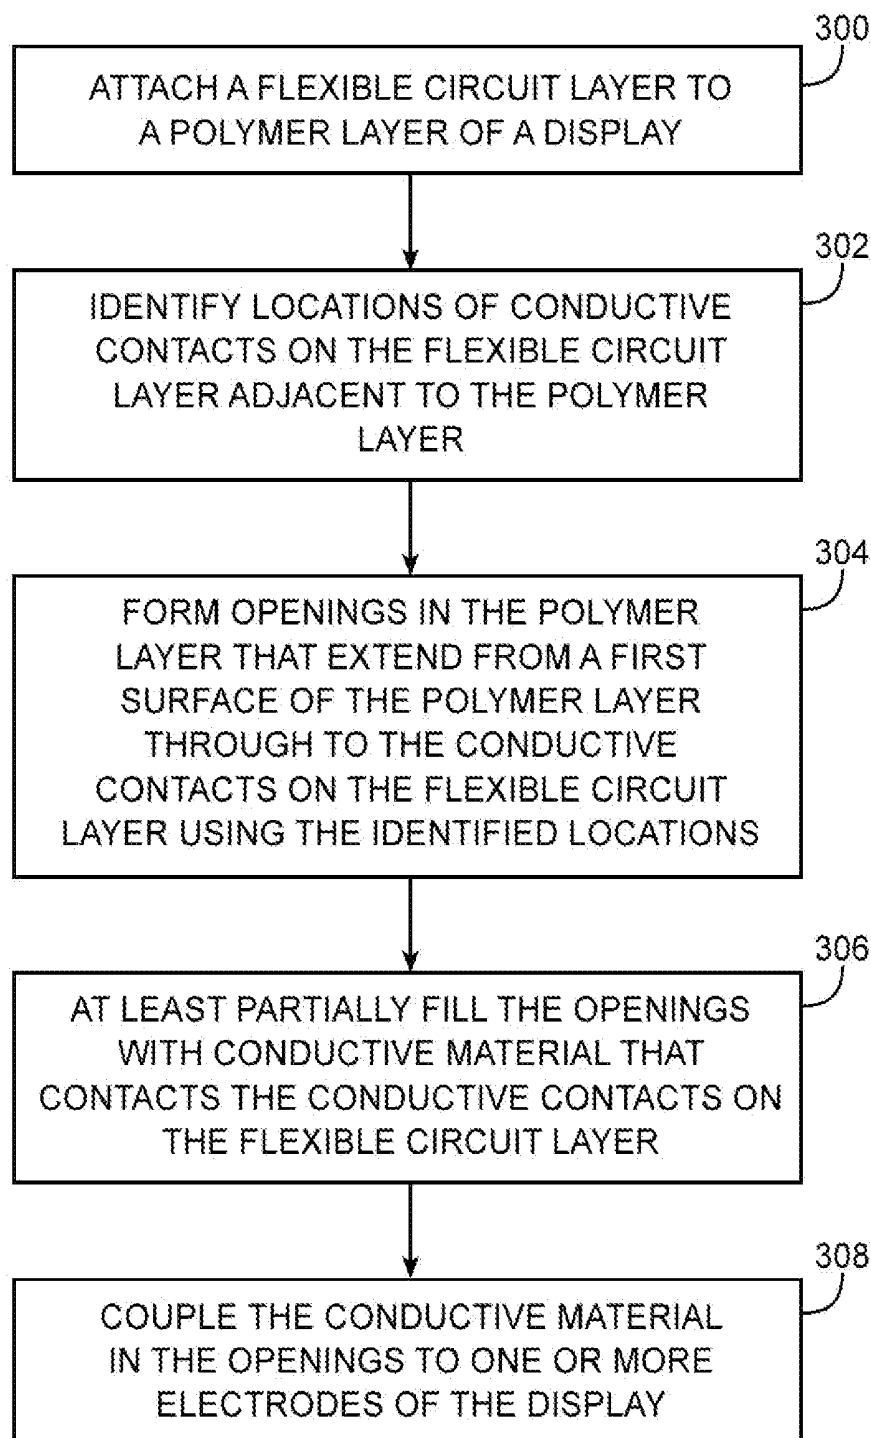 300
ATTACH A FLEXIBLE CIRCUIT LAYER TO
A POLYMER LAYER OF A DISPLAY
302
IDENTIFY LOCATIONS OF CONDUCTIVE
CONTACTS ON THE FLEXIBLE CIRCUIT
LAYER ADJACENT TO THE POLYMER
LAYER
304
FORM OPENINGS IN THE POLYMER
LAYER THAT EXTEND FROM A FIRST
SURFACE OF THE POLYMER LAYER
THROUGH TO THE CONDUCTIVE
CONTACTS ON THE FLEXIBLE CIRCUIT
LAYER USING THE IDENTIFIED LOCATIONS
306
AT LEAST PARTIALLY FILL THE OPENINGS
WITH CONDUCTIVE MATERIAL THAT
CONTACTS THE CONDUCTIVE CONTACTS ON
THE FLEXIBLE CIRCUIT LAYER
308
COUPLE THE CONDUCTIVE MATERIAL
IN THE OPENINGS TO ONE OR MORE
ELECTRODES OF THE DISPLAY